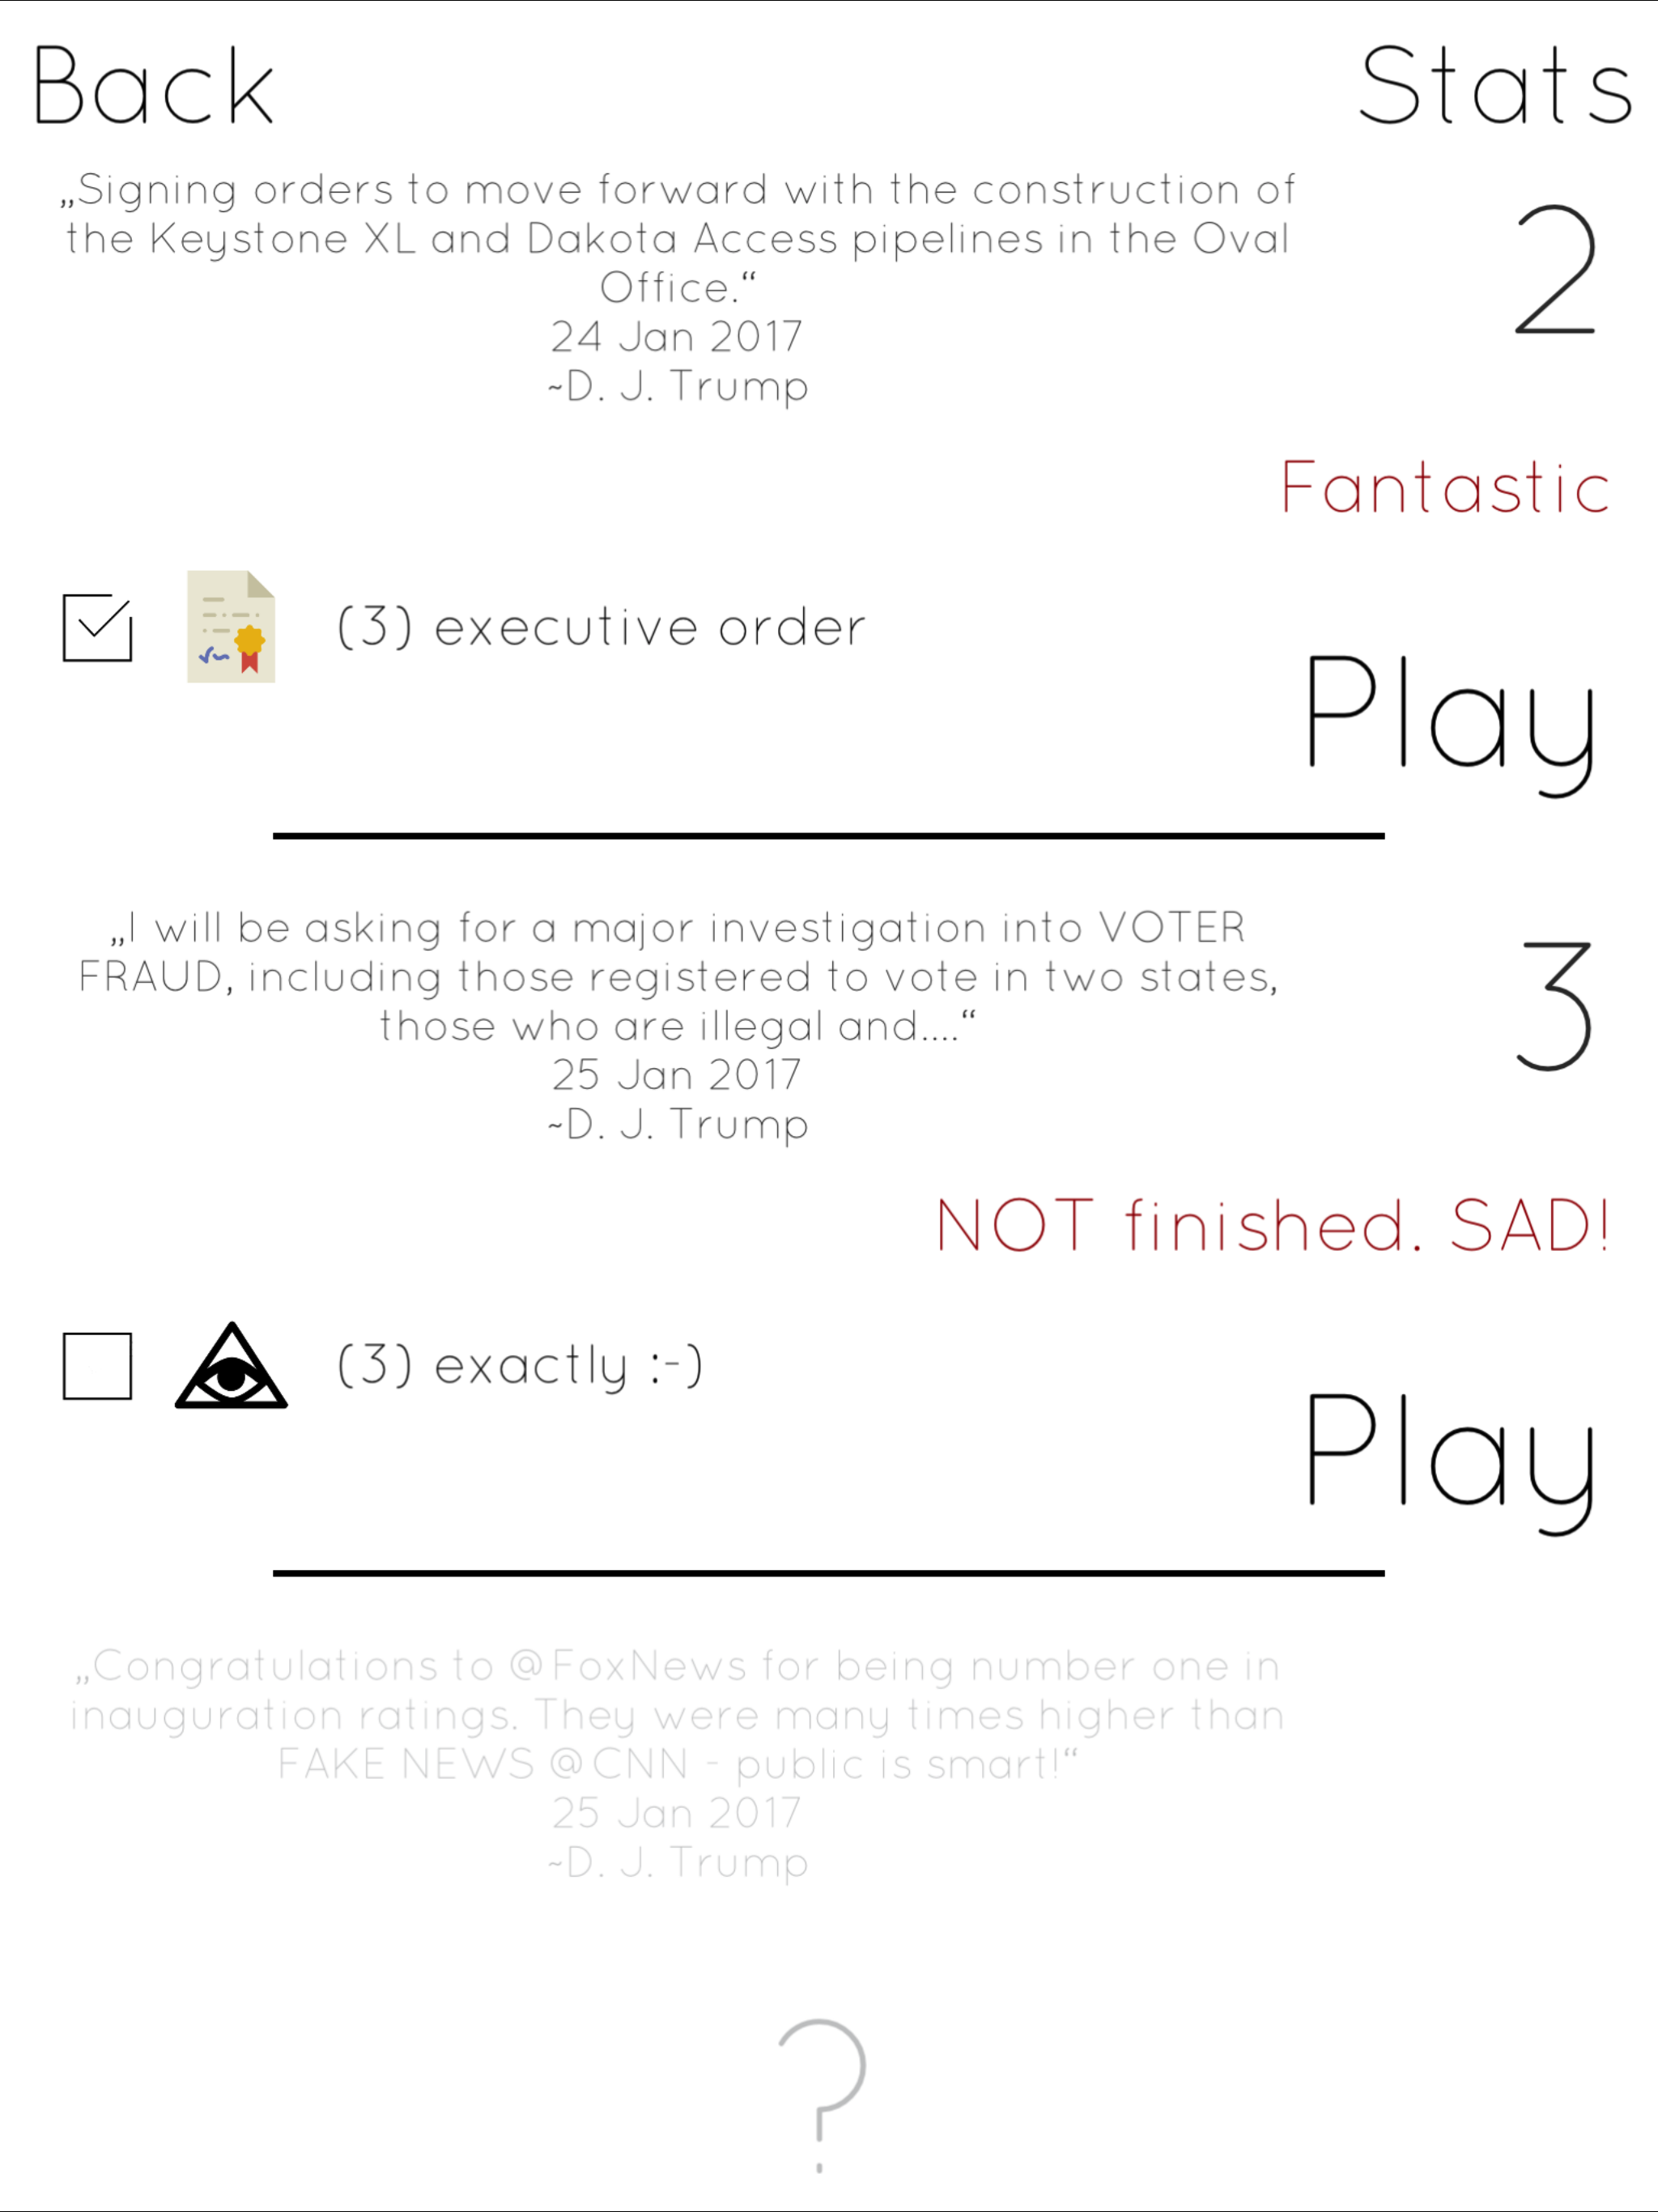 Back
Stats
„Signing orders to move forward with the construction of
the Keystone XL and Dakota Access pipelines in the Oval
Office.“
24 Jan 2017
~D. J. Trump
2
Fantastic
(3) executive order
Play
„I will be asking for a major investigation into VOTER
FRAUD, including those registered to vote in two states,
those who are illegal and....“
25 Jan 2017
~D. J. Trump
3
NOT finished. SAD!
(3) exactly :-)
Play
„Congratulations to @FoxNews for being number one in
inauguration ratings. They were many times higher than
FAKE NEWS @CNN - public is smart!“
25 Jan 2017
~D. J. Trump
?